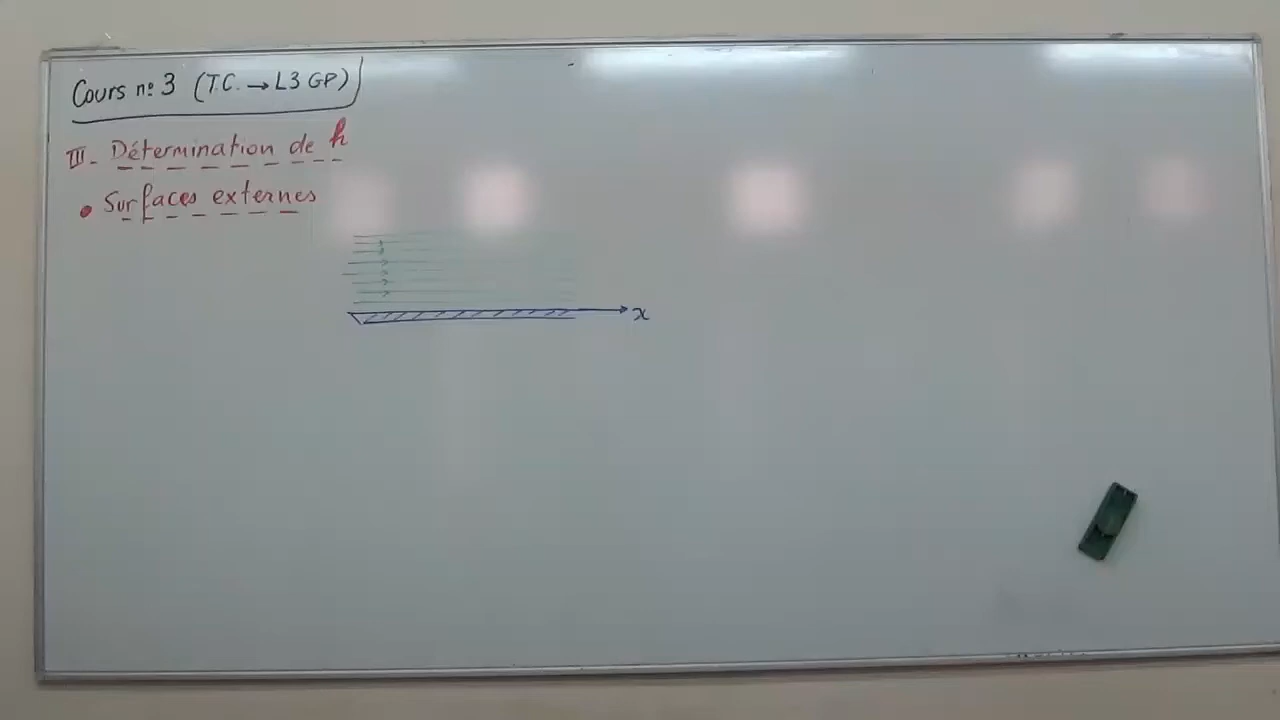 Cours n° 3 (T.C. → L3 GP)
III - Détermination de h
• Surfaces externes
x